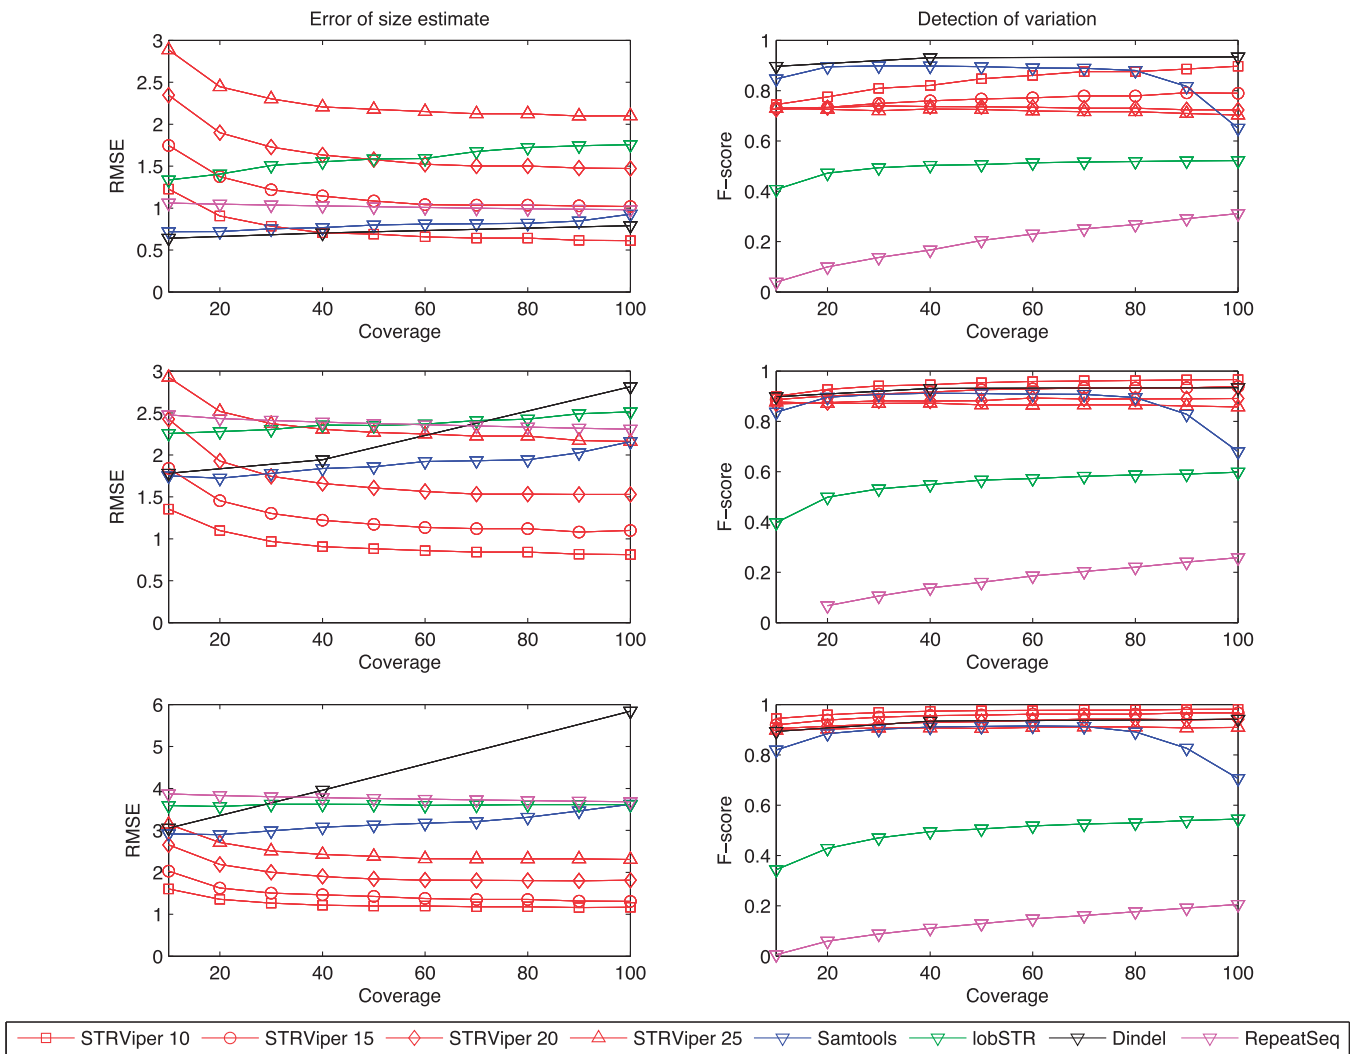 Error of size estimate
Detection of variation
3
2.5
2
1.5
1
0.5
0
RMSE
20 40 60 80 100
Coverage
1
0.8
0.6
0.4
0.2
0
F−score
20 40 60 80 100
Coverage
3
2.5
2
1.5
1
0.5
0
RMSE
20 40 60 80 100
Coverage
1
0.8
0.6
0.4
0.2
0
F−score
20 40 60 80 100
Coverage
6
5
4
3
2
1
0
RMSE
20 40 60 80 100
Coverage
1
0.8
0.6
0.4
0.2
0
F−score
20 40 60 80 100
Coverage
STRViper 10 STRViper 15 STRViper 20 STRViper 25 Samtools lobSTR Dindel RepeatSeq